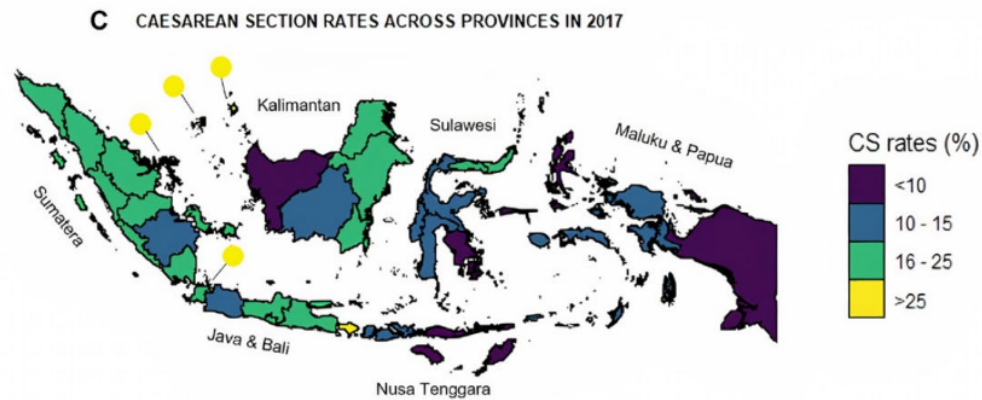 C CAESAREAN SECTION RATES ACROSS PROVINCES IN 2017
Kalimantan
Sulawesi
Maluku & Papua
Sumatera
Java & Bali
Nusa Tenggara
CS rates (%)
<10
10 - 15
16 - 25
>25